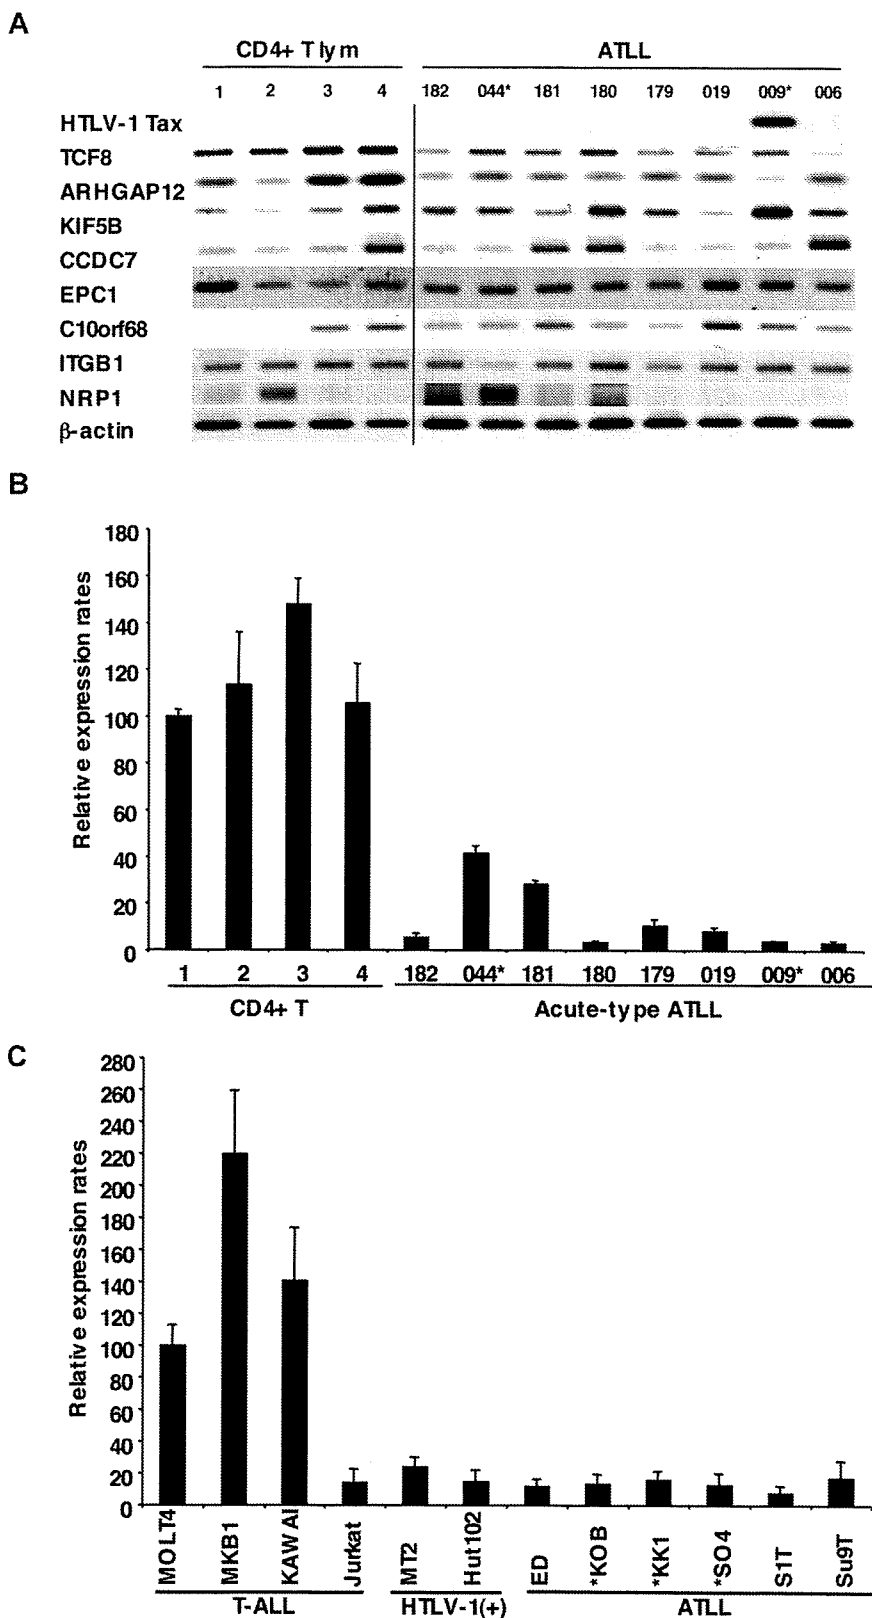 A
CD4+ T lym ATLL
1 2 3 4 182 044* 181 180 179 019 009* 006
HTLV-1 Tax
TCF8
ARHGAP12
KIF5B
CCDC7
EPC1
C10orf68
ITGB1
NRP1
β-actin
B
Relative expression rates
180
160
140
120
100
80
60
40
20
0
1 2 3 4 182 044* 181 180 179 019 009* 006
CD4+ T Acute-type ATLL
C
Relative expression rates
280
260
240
220
200
180
160
140
120
100
80
60
40
20
0
MOLT4 MKB1 KAWAI Jurkat MT2 Hut102 ED *KOB *KK1 *SO4 S1T Su9T
T-ALL HTLV-1(+) ATLL